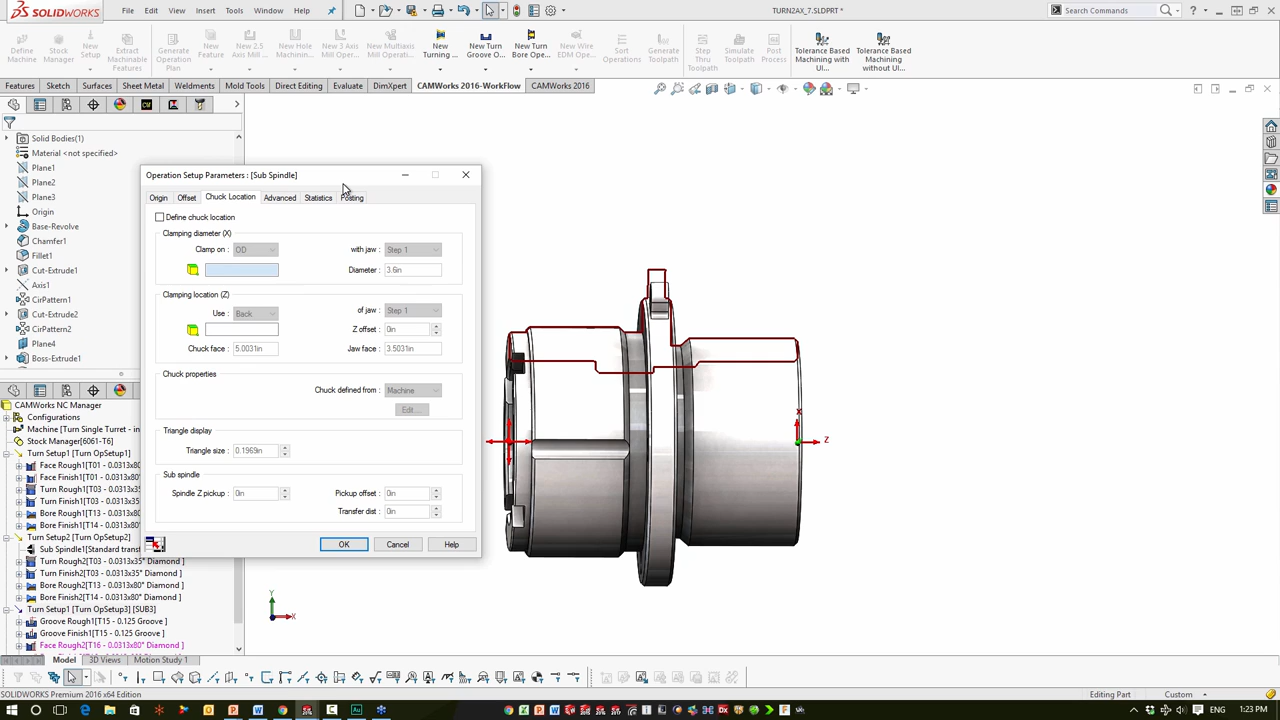 SOLIDWORKS
File Edit View Insert Tools Window Help
TURN2AX_7.SLDPRT *
Search Commands
Define Machine
Stock Manager
New Setup
Extract Machinable Features
Generate Operation Plan
New Feature
New 2.5 Axis Mill ...
New Hole Machinin...
New 3 Axis Mill Oper...
New Multiaxis Mill Operati...
New Turning ...
New Turn Groove O...
New Turn Bore Ope...
New Wire EDM Opera...
Sort Operations
Generate Toolpath
Step Thru Toolpath
Simulate Toolpath
Post Process
Tolerance Based Machining with UI...
Tolerance Based Machining without UI...
Features Sketch Surfaces Sheet Metal Weldments Mold Tools Direct Editing Evaluate DimXpert CAMWorks 2016-WorkFlow CAMWorks 2016
Solid Bodies(1)
Material <not specified>
Plane1
Plane2
Plane3
Origin
Base-Revolve
Chamfer1
Fillet1
Cut-Extrude1
Axis1
CirPattern1
Cut-Extrude2
CirPattern2
Plane4
Boss-Extrude1
Operation Setup Parameters : [Sub Spindle]
Origin Offset Chuck Location Advanced Statistics Posting
Define chuck location
Clamping diameter (X)
Clamp on : OD with jaw : Step 1
Diameter : 3.6in
Clamping location (Z)
Use : Back of jaw : Step 1
Z offset : 0in
Chuck face : 5.0031in Jaw face : 3.5031in
Chuck properties
Chuck defined from : Machine
Edit...
Triangle display
Triangle size : 0.1969in
Sub spindle
Spindle Z pickup : 0in Pickup offset : 0in
Transfer dist : 0in
OK Cancel Help
CAMWorks NC Manager
Configurations
Machine [Turn Single Turret - in
Stock Manager[6061-T6]
Turn Setup1 [Turn OpSetup1]
Face Rough1[T01 - 0.0313x80
Face Finish1[T01 - 0.0313x80
Turn Rough1[T03 - 0.0313x35
Turn Finish1[T03 - 0.0313x35
Bore Rough1[T13 - 0.0313x80
Bore Finish1[T14 - 0.0313x80
Turn Setup2 [Turn OpSetup2]
Sub Spindle1[Standard transf
Turn Rough2[T03 - 0.0313x35° Diamond ]
Turn Finish2[T03 - 0.0313x35° Diamond ]
Bore Rough2[T13 - 0.0313x80° Diamond ]
Bore Finish2[T14 - 0.0313x80° Diamond ]
Turn Setup1 [Turn OpSetup3] [SUB3]
Groove Rough1[T15 - 0.125 Groove ]
Groove Finish1[T15 - 0.125 Groove ]
Face Rough2[T16 - 0.0313x80° Diamond ]
X
Z
Y
X
Model 3D Views Motion Study 1
SOLIDWORKS Premium 2016 x64 Edition
Editing Part Custom
ENG 1:23 PM